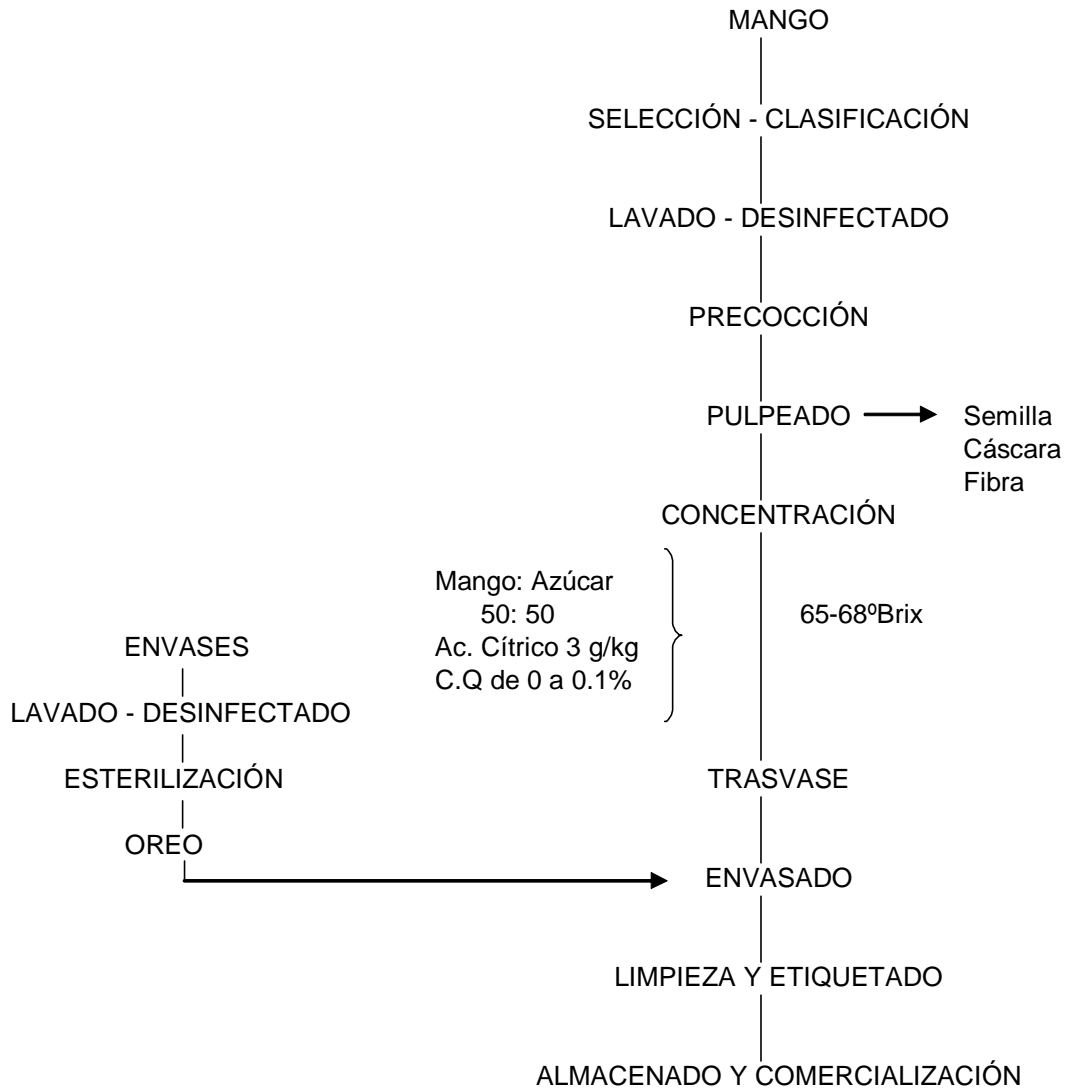 MANGO
SELECCIÓN - CLASIFICACIÓN
LAVADO - DESINFECTADO
PRECOCCIÓN
PULPEADO
Semilla
Cáscara
Fibra
CONCENTRACIÓN
Mango: Azúcar
50: 50
Ac. Cítrico 3 g/kg
C.Q de 0 a 0.1%
65-68ºBrix
ENVASES
LAVADO - DESINFECTADO
ESTERILIZACIÓN
OREO
TRASVASE
ENVASADO
LIMPIEZA Y ETIQUETADO
ALMACENADO Y COMERCIALIZACIÓN